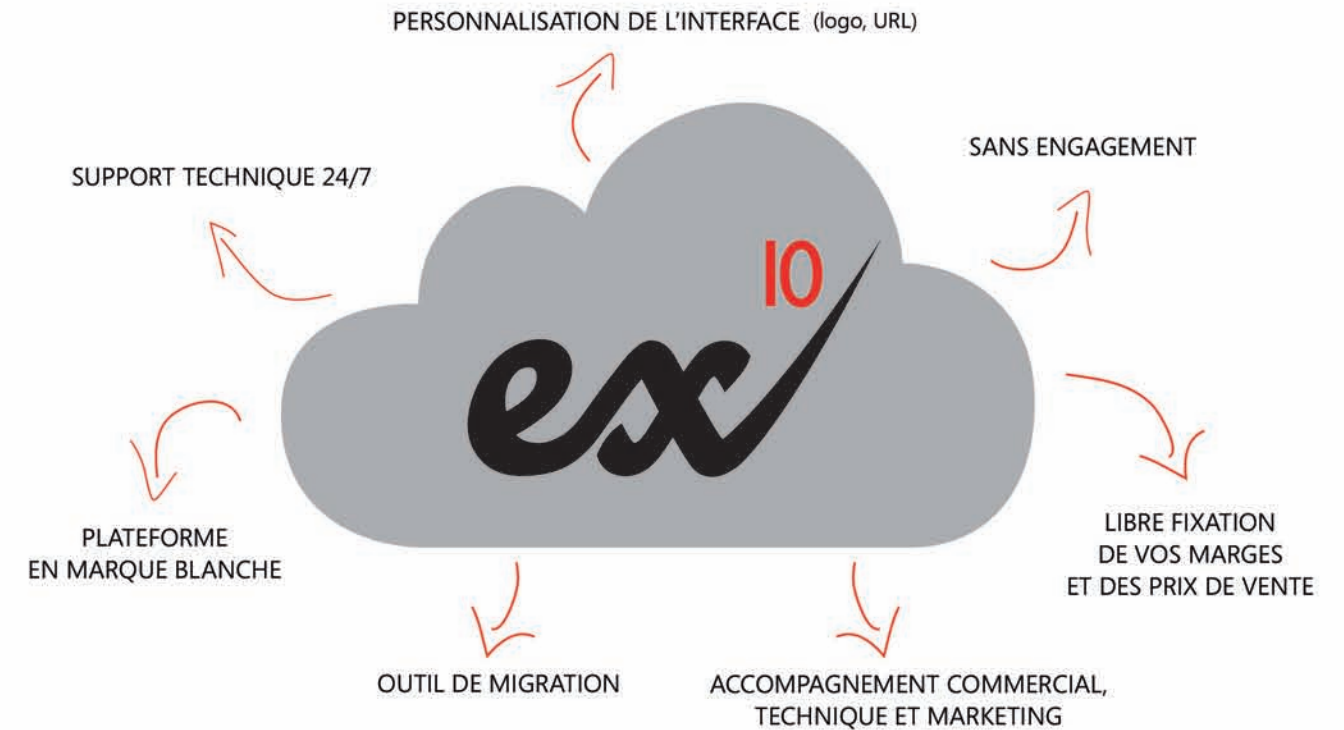 PERSONNALISATION DE L'INTERFACE (logo, URL)
SANS ENGAGEMENT
SUPPORT TECHNIQUE 24/7
10
ex
PLATEFORME
EN MARQUE BLANCHE
LIBRE FIXATION
DE VOS MARGES
ET DES PRIX DE VENTE
OUTIL DE MIGRATION
ACCOMPAGNEMENT COMMERCIAL,
TECHNIQUE ET MARKETING